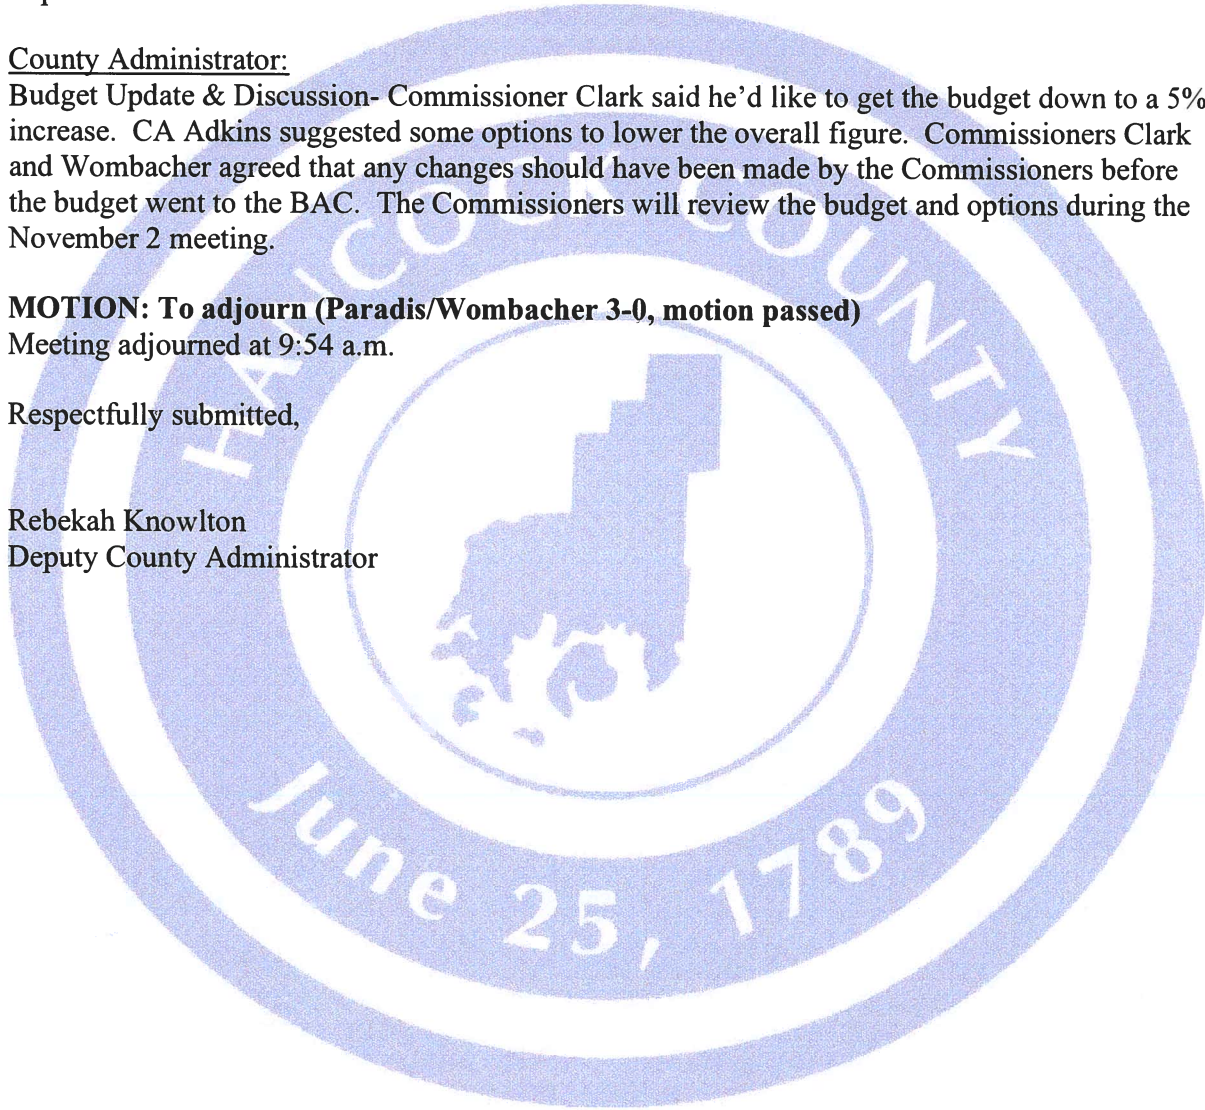 County Administrator:
Budget Update & Discussion- Commissioner Clark said he'd like to get the budget down to a 5%
increase.  CA Adkins suggested some options to lower the overall figure.  Commissioners Clark
and Wombacher agreed that any changes should have been made by the Commissioners before
the budget went to the BAC.  The Commissioners will review the budget and options during the
November 2 meeting.
MOTION: To adjourn (Paradis/Wombacher 3-0, motion passed)
Meeting adjourned at 9:54 a.m.
Respectfully submitted,
Rebekah Knowlton
Deputy County Administrator
HANCOCK COUNTY
June 25, 1789